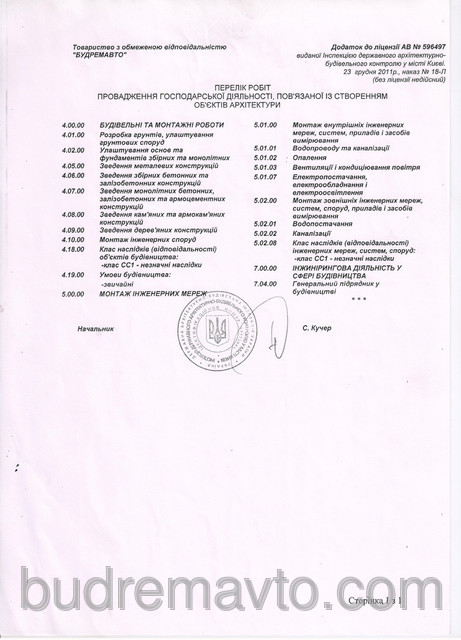 Товариство з обмеженою відповідальністю
"БУДРЕМАВТО"
Додаток до ліцензії АВ № 596497
виданої Інспекцією державного архітектурно-
будівельного контролю у місті Києві.
23 грудня 2011р., наказ № 18-Л
(без ліцензії недійсний)
ПЕРЕЛІК РОБІТ
ПРОВАДЖЕННЯ ГОСПОДАРСЬКОЇ ДІЯЛЬНОСТІ, ПОВ'ЯЗАНОЇ ІЗ СТВОРЕННЯМ
ОБ'ЄКТІВ АРХІТЕКТУРИ
4.00.00 БУДІВЕЛЬНІ ТА МОНТАЖНІ РОБОТИ
4.01.00 Розробка ґрунтів, улаштування
ґрунтових споруд
4.02.00 Улаштування основ та
фундаментів збірних та монолітних
4.05.00 Зведення металевих конструкцій
4.06.00 Зведення збірних бетонних та
залізобетонних конструкцій
4.07.00 Зведення монолітних бетонних,
залізобетонних та армоцементних
конструкцій
4.08.00 Зведення кам'яних та армокам'яних
конструкцій
4.09.00 Зведення дерев'яних конструкцій
4.10.00 Монтаж інженерних споруд
4.18.00 Клас наслідків (відповідальності)
об'єктів будівництва:
-клас СС1 - незначні наслідки
4.19.00 Умови будівництва:
-звичайні
5.00.00 МОНТАЖ ІНЖЕНЕРНИХ МЕРЕЖ
5.01.00 Монтаж внутрішніх інженерних
мереж, систем, приладів і засобів
вимірювання
5.01.01 Водопроводу та каналізації
5.01.02 Опалення
5.01.03 Вентиляції і кондиціювання повітря
5.01.07 Електропостачання,
електрообладнання і
електроосвітлення
5.02.00 Монтаж зовнішніх інженерних мереж,
систем, споруд, приладів і засобів
вимірювання
5.02.01 Водопостачання
5.02.02 Каналізації
5.02.08 Клас наслідків (відповідальності)
інженерних мереж, систем, споруд:
-клас СС1 - незначні наслідки
7.00.00 ІНЖИНІРИНГОВА ДІЯЛЬНІСТЬ У
СФЕРІ БУДІВНИЦТВА
7.04.00 Генеральний підрядник у
будівництві
* * *
Начальник
С. Кучер
budremavto.com
Сторінка 1 з 1